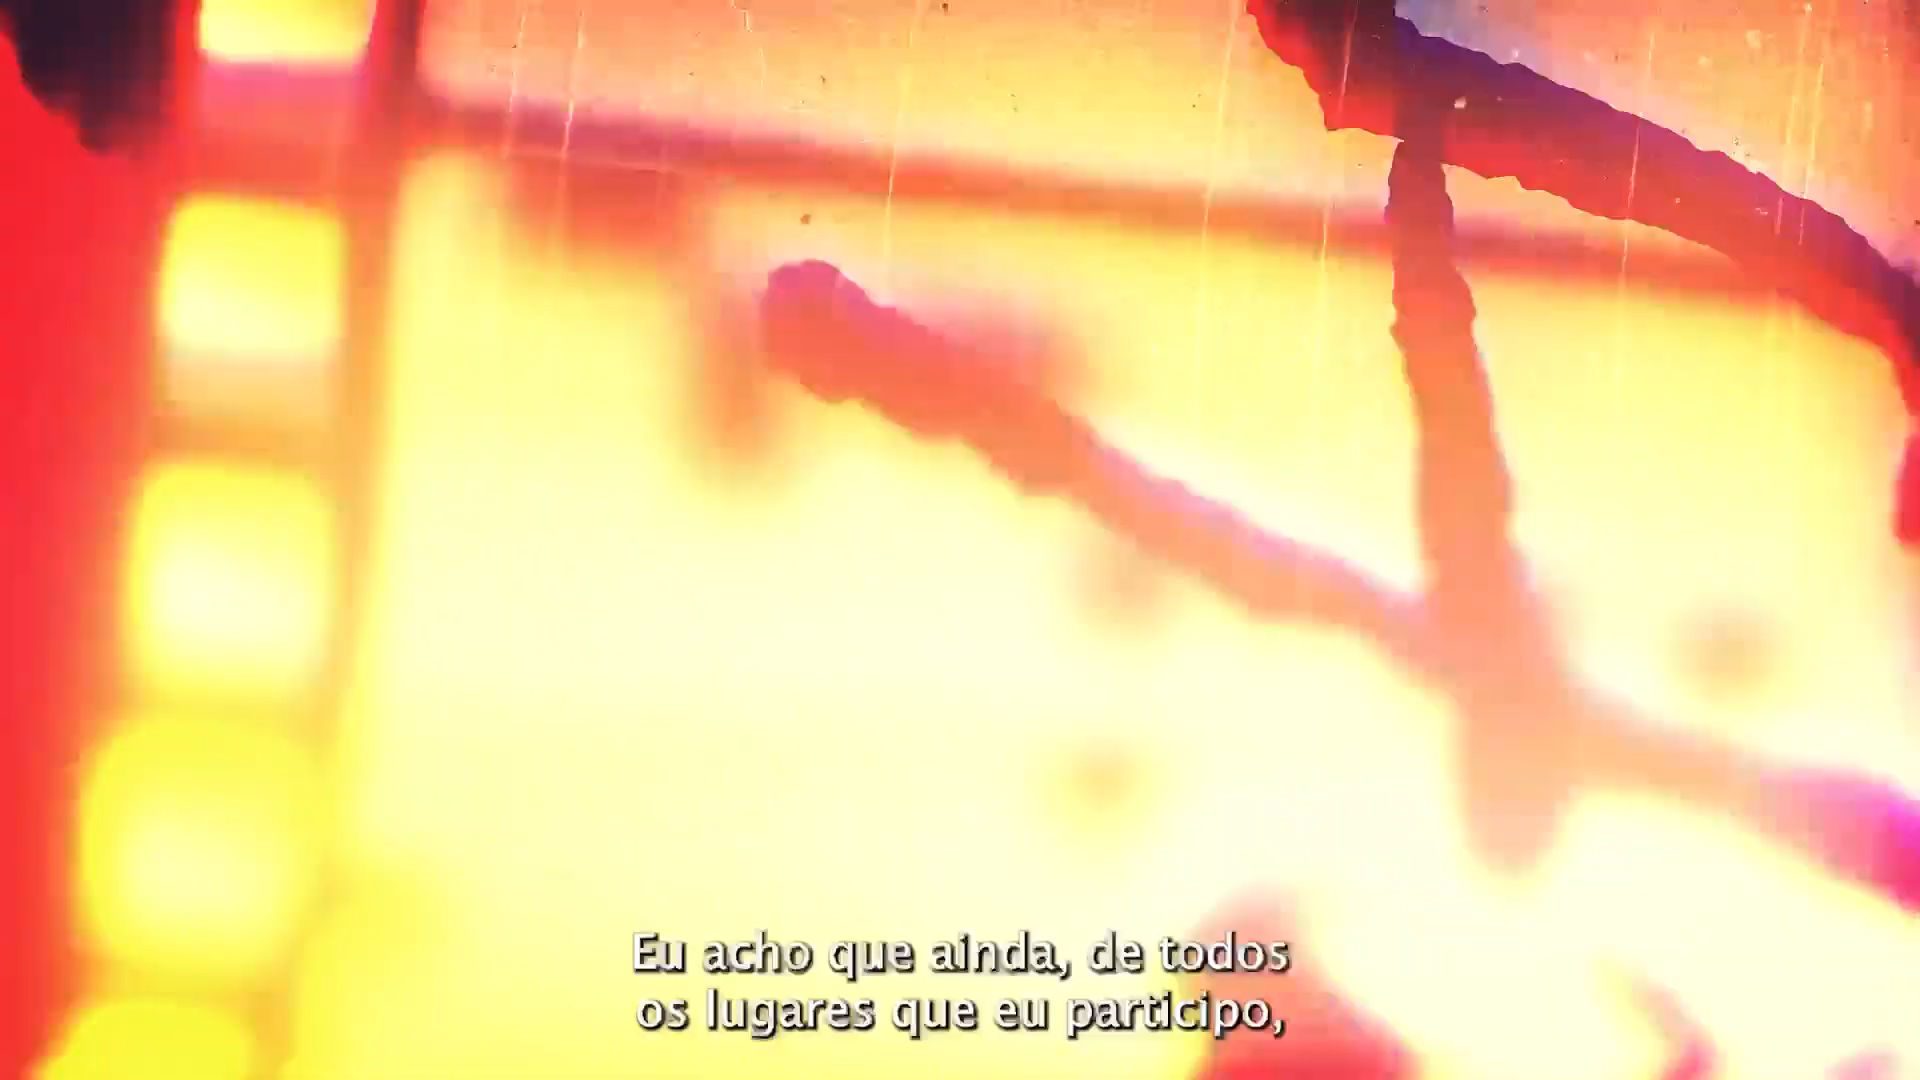 Eu acho que ainda, de todos
os lugares que eu participo,